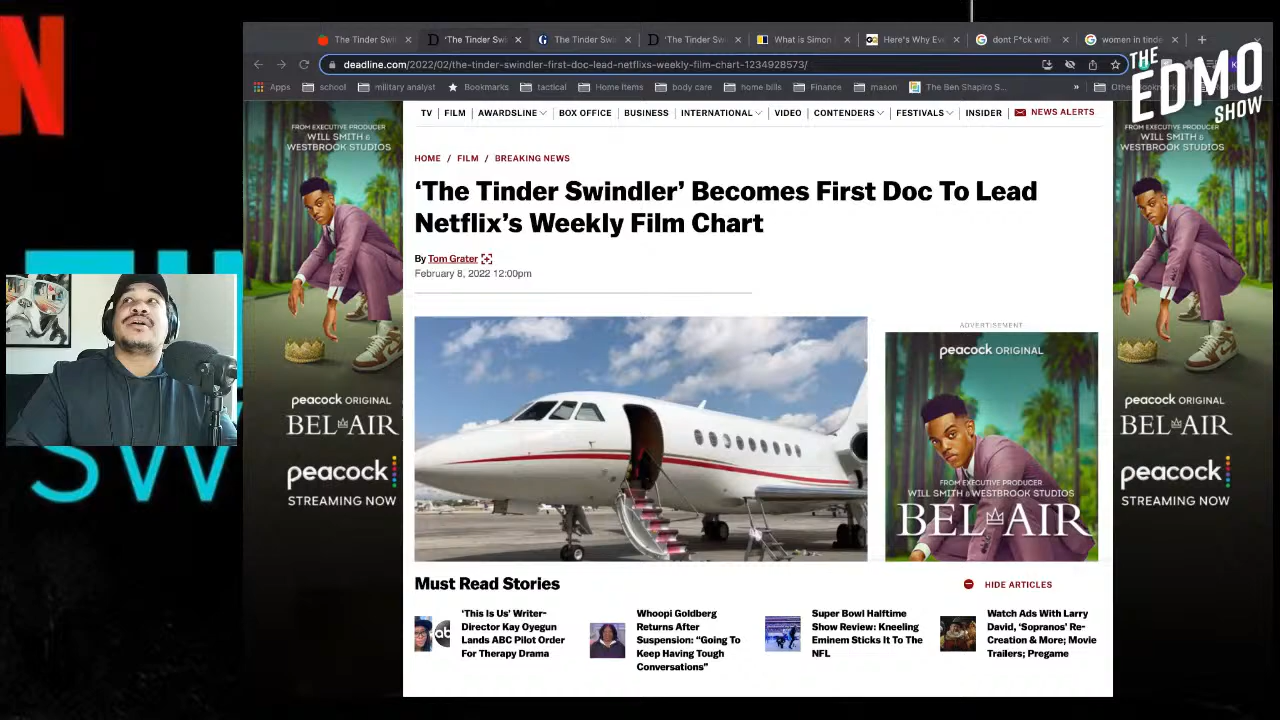 N
The Tinder Swi
'The Tinder Sw
The Tinder Sw
'The Tinder Sw
What is Simon
Here's Why Eve
dont F*ck with
women in tinde
deadline.com/2022/02/the-tinder-swindler-first-doc-lead-netflixs-weekly-film-chart-1234928573/
Apps
school
military analyst
Bookmarks
tactical
Home Items
body care
home bills
Finance
mason
The Ben Shapiro S...
THE
EDMO
SHOW
TV
FILM
AWARDSLINE
BOX OFFICE
BUSINESS
INTERNATIONAL
VIDEO
CONTENDERS
FESTIVALS
INSIDER
NEWS ALERTS
HOME / FILM / BREAKING NEWS
'The Tinder Swindler' Becomes First Doc To Lead
Netflix's Weekly Film Chart
By Tom Grater
February 8, 2022 12:00pm
FROM EXECUTIVE PRODUCER
WILL SMITH &
WESTBROOK STUDIOS
peacock ORIGINAL
BEL AIR
peacock
STREAMING NOW
ADVERTISEMENT
peacock ORIGINAL
FROM EXECUTIVE PRODUCER
WILL SMITH & WESTBROOK STUDIOS
BEL AIR
FROM EXECUTIVE PRODUCER
WILL SMITH &
WESTBROOK STUDIOS
peacock ORIGINAL
BEL AIR
peacock
STREAMING NOW
SW
Must Read Stories
HIDE ARTICLES
'This Is Us' Writer-
Director Kay Oyegun
Lands ABC Pilot Order
For Therapy Drama
Whoopi Goldberg
Returns After
Suspension: "Going To
Keep Having Tough
Conversations"
Super Bowl Halftime
Show Review: Kneeling
Eminem Sticks It To The
NFL
Watch Ads With Larry
David, 'Sopranos' Re-
Creation & More; Movie
Trailers; Pregame